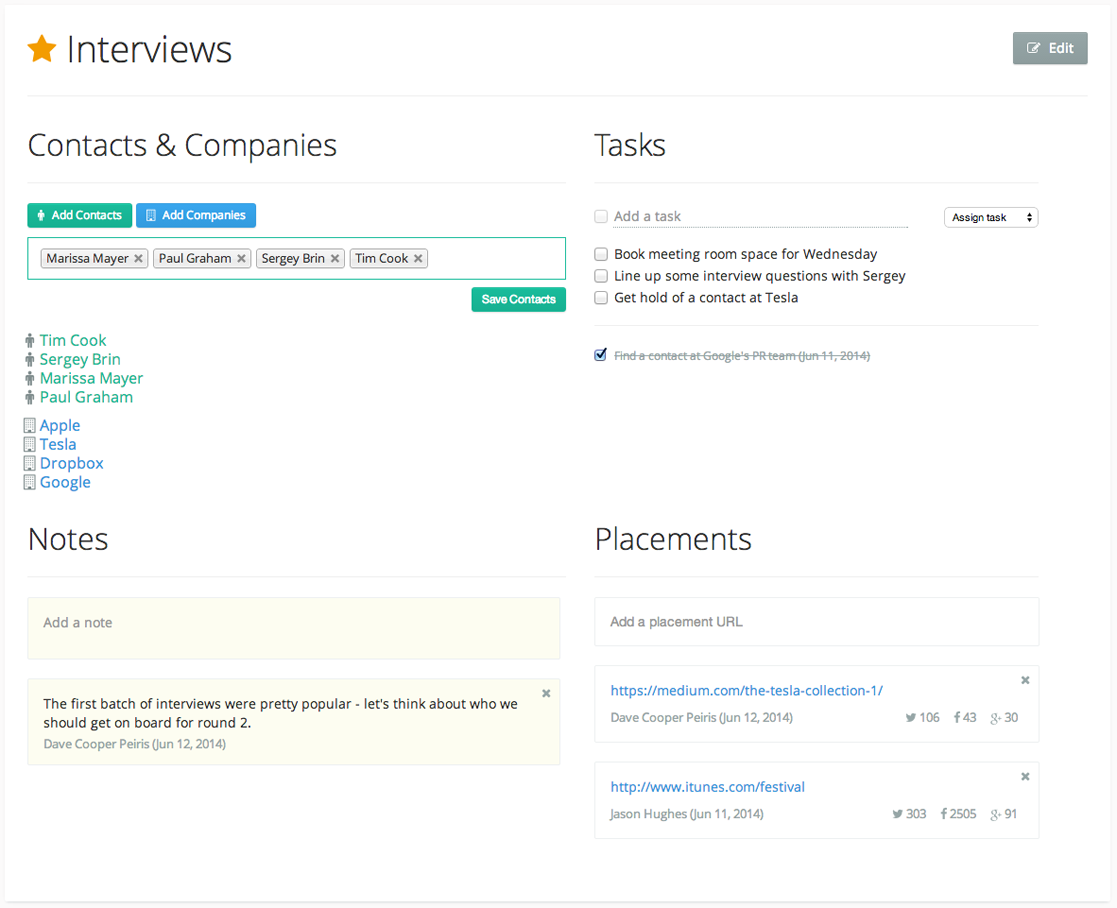 Interviews
Edit
Contacts & Companies
Add Contacts
Add Companies
Marissa Mayer
Paul Graham
Sergey Brin
Tim Cook
Save Contacts
Tim Cook
Sergey Brin
Marissa Mayer
Paul Graham
Apple
Tesla
Dropbox
Google
Tasks
Add a task
Assign task
Book meeting room space for Wednesday
Line up some interview questions with Sergey
Get hold of a contact at Tesla
Find a contact at Google's PR team (Jun 11, 2014)
Notes
Add a note
The first batch of interviews were pretty popular - let's think about who we
should get on board for round 2.
Dave Cooper Peiris (Jun 12, 2014)
Placements
Add a placement URL
https://medium.com/the-tesla-collection-1/
Dave Cooper Peiris (Jun 12, 2014)
106
43
30
http://www.itunes.com/festival
Jason Hughes (Jun 11, 2014)
303
2505
91